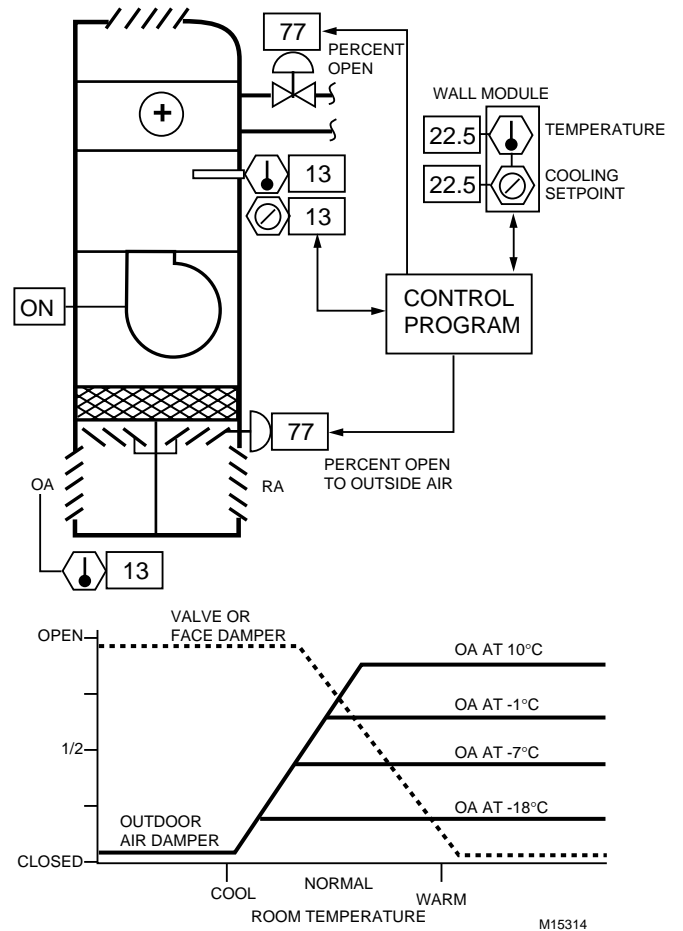 77
PERCENT
OPEN
WALL MODULE
22.5
TEMPERATURE
22.5
COOLING
SETPOINT
13
13
ON
CONTROL
PROGRAM
77
PERCENT OPEN
TO OUTSIDE AIR
OA
RA
13
VALVE OR
FACE DAMPER
OPEN
OA AT 10°C
OA AT -1°C
1/2
OA AT -7°C
OA AT -18°C
OUTDOOR
AIR DAMPER
CLOSED
COOL
NORMAL
WARM
ROOM TEMPERATURE
M15314